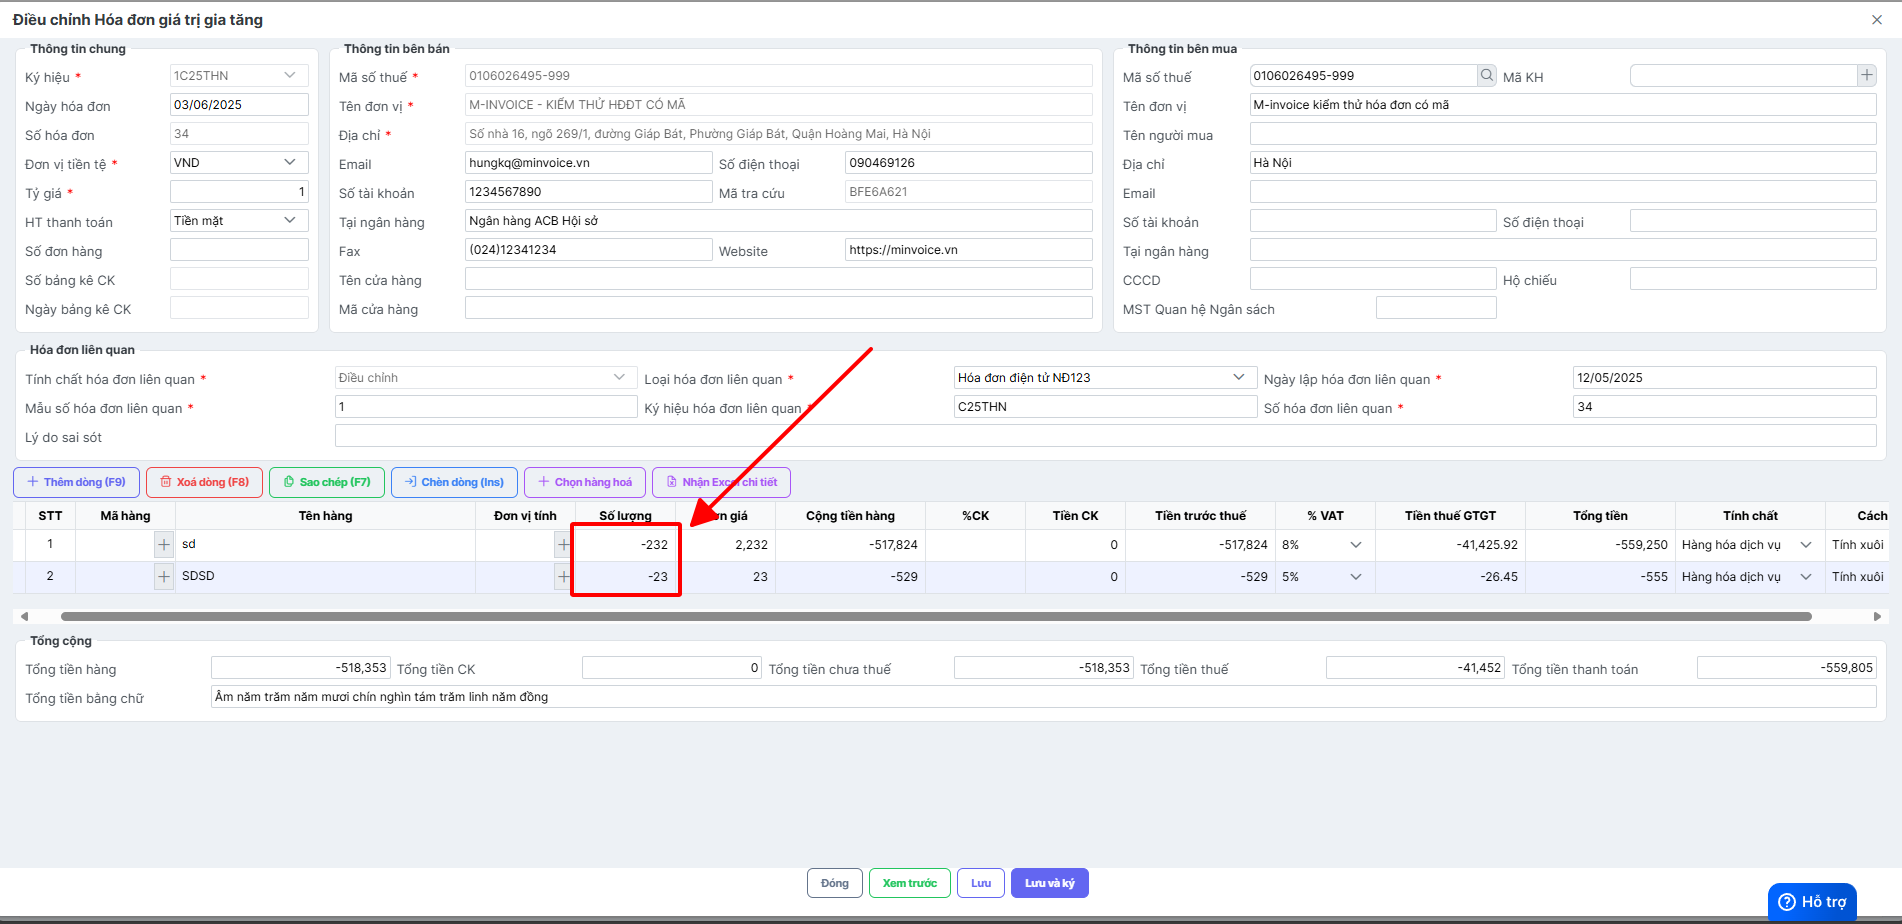 Điều chỉnh Hóa đơn giá trị gia tăng
Thông tin chung
Ký hiệu * 1C25THN
Ngày hóa đơn 03/06/2025
Số hóa đơn 34
Đơn vị tiền tệ * VND
Tỷ giá * 1
HT thanh toán Tiền mặt
Số đơn hàng
Số bảng kê CK
Ngày bảng kê CK
Thông tin bên bán
Mã số thuế * 0106026495-999
Tên đơn vị * M-INVOICE - KIỂM THỬ HĐĐT CÓ MÃ
Địa chỉ * Số nhà 16, ngõ 269/1, đường Giáp Bát, Phường Giáp Bát, Quận Hoàng Mai, Hà Nội
Email hungkq@minvoice.vn Số điện thoại 090469126
Số tài khoản 1234567890 Mã tra cứu BFE6A621
Tại ngân hàng Ngân hàng ACB Hội sở
Fax (024)12341234 Website https://minvoice.vn
Tên cửa hàng
Mã cửa hàng
Thông tin bên mua
Mã số thuế 0106026495-999 Mã KH
Tên đơn vị M-invoice kiểm thử hóa đơn có mã
Tên người mua
Địa chỉ Hà Nội
Email
Số tài khoản Số điện thoại
Tại ngân hàng
CCCD Hộ chiếu
MST Quan hệ Ngân sách
Hóa đơn liên quan
Tính chất hóa đơn liên quan * Điều chỉnh Loại hóa đơn liên quan * Hóa đơn điện tử NĐ123 Ngày lập hóa đơn liên quan * 12/05/2025
Mẫu số hóa đơn liên quan * 1 Ký hiệu hóa đơn liên quan * C25THN Số hóa đơn liên quan * 34
Lý do sai sót
Thêm dòng (F9) Xoá dòng (F8) Sao chép (F7) Chèn dòng (Ins) Chọn hàng hoá Nhận Excel chi tiết
STT Mã hàng Tên hàng Đơn vị tính Số lượng Cộng tiền hàng %CK Tiền CK Tiền trước thuế % VAT Tiền thuế GTGT Tổng tiền Tính chất Cách
1 sd -232 2,232 -517,824 0 -517,824 8% -41,425.92 -559,250 Hàng hóa dịch vụ Tính xuôi
2 SDSD -23 23 -529 0 -529 5% -26.45 -555 Hàng hóa dịch vụ Tính xuôi
Tổng cộng
Tổng tiền hàng -518,353 Tổng tiền CK 0 Tổng tiền chưa thuế -518,353 Tổng tiền thuế -41,452 Tổng tiền thanh toán -559,805
Tổng tiền bằng chữ Âm năm trăm năm mươi chín nghìn tám trăm linh năm đồng
Đóng Xem trước Lưu Lưu và ký
Hỗ trợ